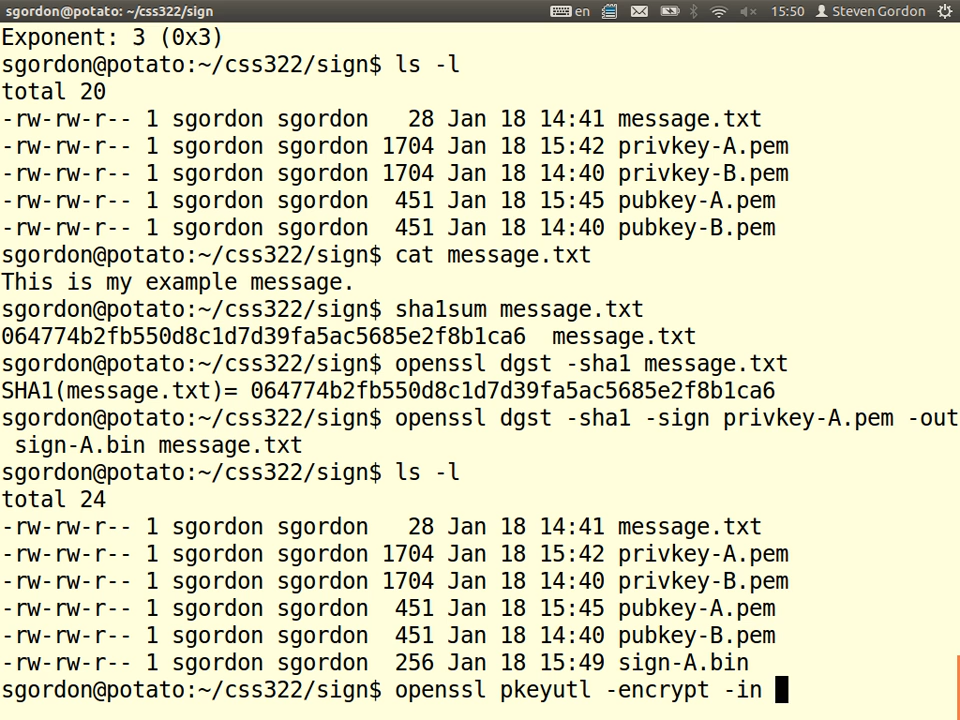 sgordon@potato: ~/css322/sign en 15:50 Steven Gordon
Exponent: 3 (0x3)
sgordon@potato:~/css322/sign$ ls -l
total 20
-rw-rw-r-- 1 sgordon sgordon   28 Jan 18 14:41 message.txt
-rw-rw-r-- 1 sgordon sgordon 1704 Jan 18 15:42 privkey-A.pem
-rw-rw-r-- 1 sgordon sgordon 1704 Jan 18 14:40 privkey-B.pem
-rw-rw-r-- 1 sgordon sgordon  451 Jan 18 15:45 pubkey-A.pem
-rw-rw-r-- 1 sgordon sgordon  451 Jan 18 14:40 pubkey-B.pem
sgordon@potato:~/css322/sign$ cat message.txt
This is my example message.
sgordon@potato:~/css322/sign$ sha1sum message.txt
064774b2fb550d8c1d7d39fa5ac5685e2f8b1ca6  message.txt
sgordon@potato:~/css322/sign$ openssl dgst -sha1 message.txt
SHA1(message.txt)= 064774b2fb550d8c1d7d39fa5ac5685e2f8b1ca6
sgordon@potato:~/css322/sign$ openssl dgst -sha1 -sign privkey-A.pem -out
 sign-A.bin message.txt
sgordon@potato:~/css322/sign$ ls -l
total 24
-rw-rw-r-- 1 sgordon sgordon   28 Jan 18 14:41 message.txt
-rw-rw-r-- 1 sgordon sgordon 1704 Jan 18 15:42 privkey-A.pem
-rw-rw-r-- 1 sgordon sgordon 1704 Jan 18 14:40 privkey-B.pem
-rw-rw-r-- 1 sgordon sgordon  451 Jan 18 15:45 pubkey-A.pem
-rw-rw-r-- 1 sgordon sgordon  451 Jan 18 14:40 pubkey-B.pem
-rw-rw-r-- 1 sgordon sgordon  256 Jan 18 15:49 sign-A.bin
sgordon@potato:~/css322/sign$ openssl pkeyutl -encrypt -in